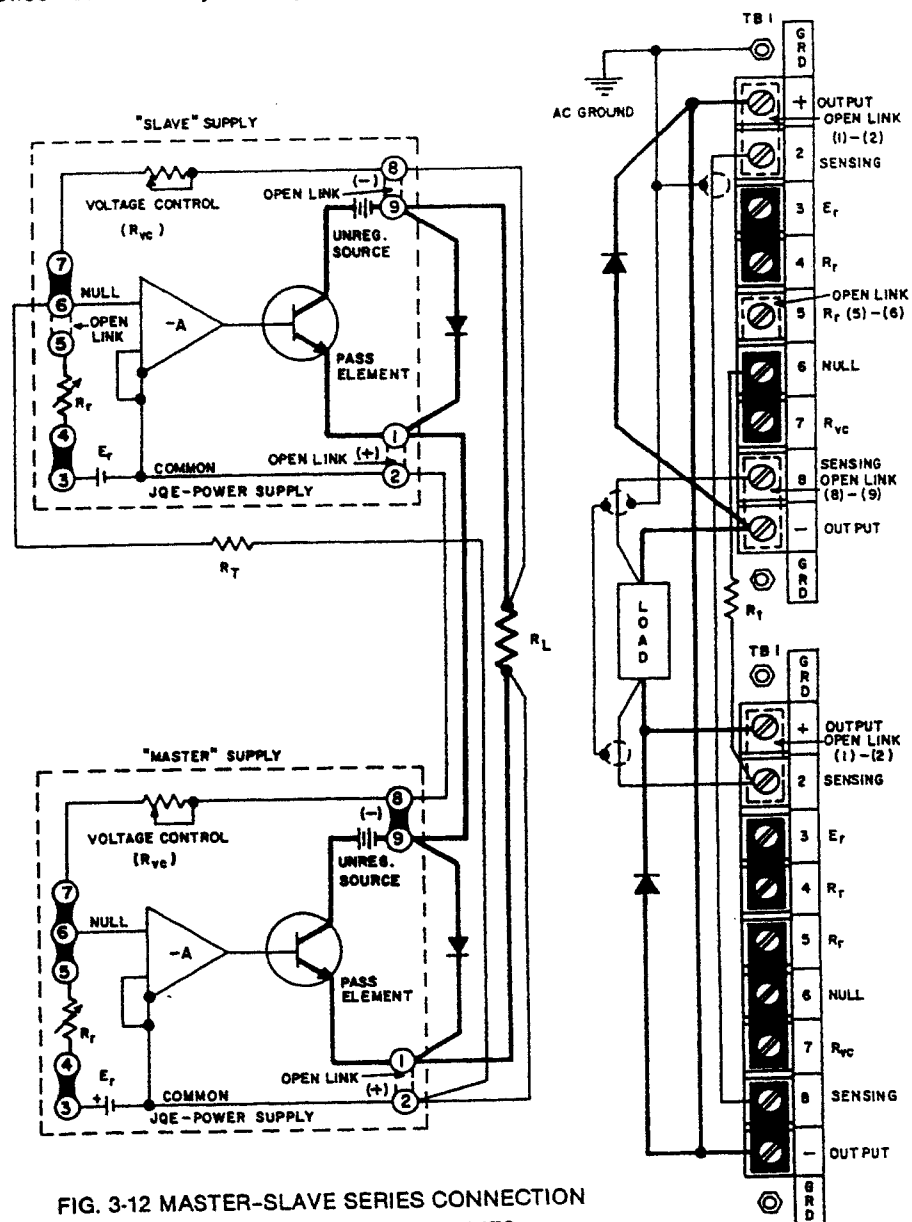 "SLAVE" SUPPLY
8
(-)
OPEN LINK
9
VOLTAGE CONTROL
(Rvc)
UNREG.
SOURCE
7
NULL
6
OPEN
LINK
5
-A
PASS
ELEMENT
Rr
4
Er
1
OPEN LINK (+)
3
COMMON
2
JQE-POWER SUPPLY
RT
RL
"MASTER" SUPPLY
8
(-)
9
VOLTAGE CONTROL
(Rvc)
UNREG.
SOURCE
7
NULL
6
5
-A
PASS
ELEMENT
Rr
4
Er
1
OPEN LINK
(+)
3
+
COMMON
2
JQE-POWER SUPPLY
TB1
GRD
AC GROUND
+ OUTPUT
OPEN LINK
(1)-(2)
2 SENSING
3 Er
4 Rr
OPEN LINK
5 Rr (5)-(6)
6 NULL
7 Rvc
SENSING
8 OPEN LINK
(8)-(9)
- OUTPUT
GRD
LOAD
Rt
TB1
GRD
+ OUTPUT
OPEN LINK
(1)-(2)
2 SENSING
3 Er
4 Rr
5 Rr
6 NULL
7 Rvc
8 SENSING
- OUTPUT
GRD
FIG. 3-12 MASTER-SLAVE SERIES CONNECTION